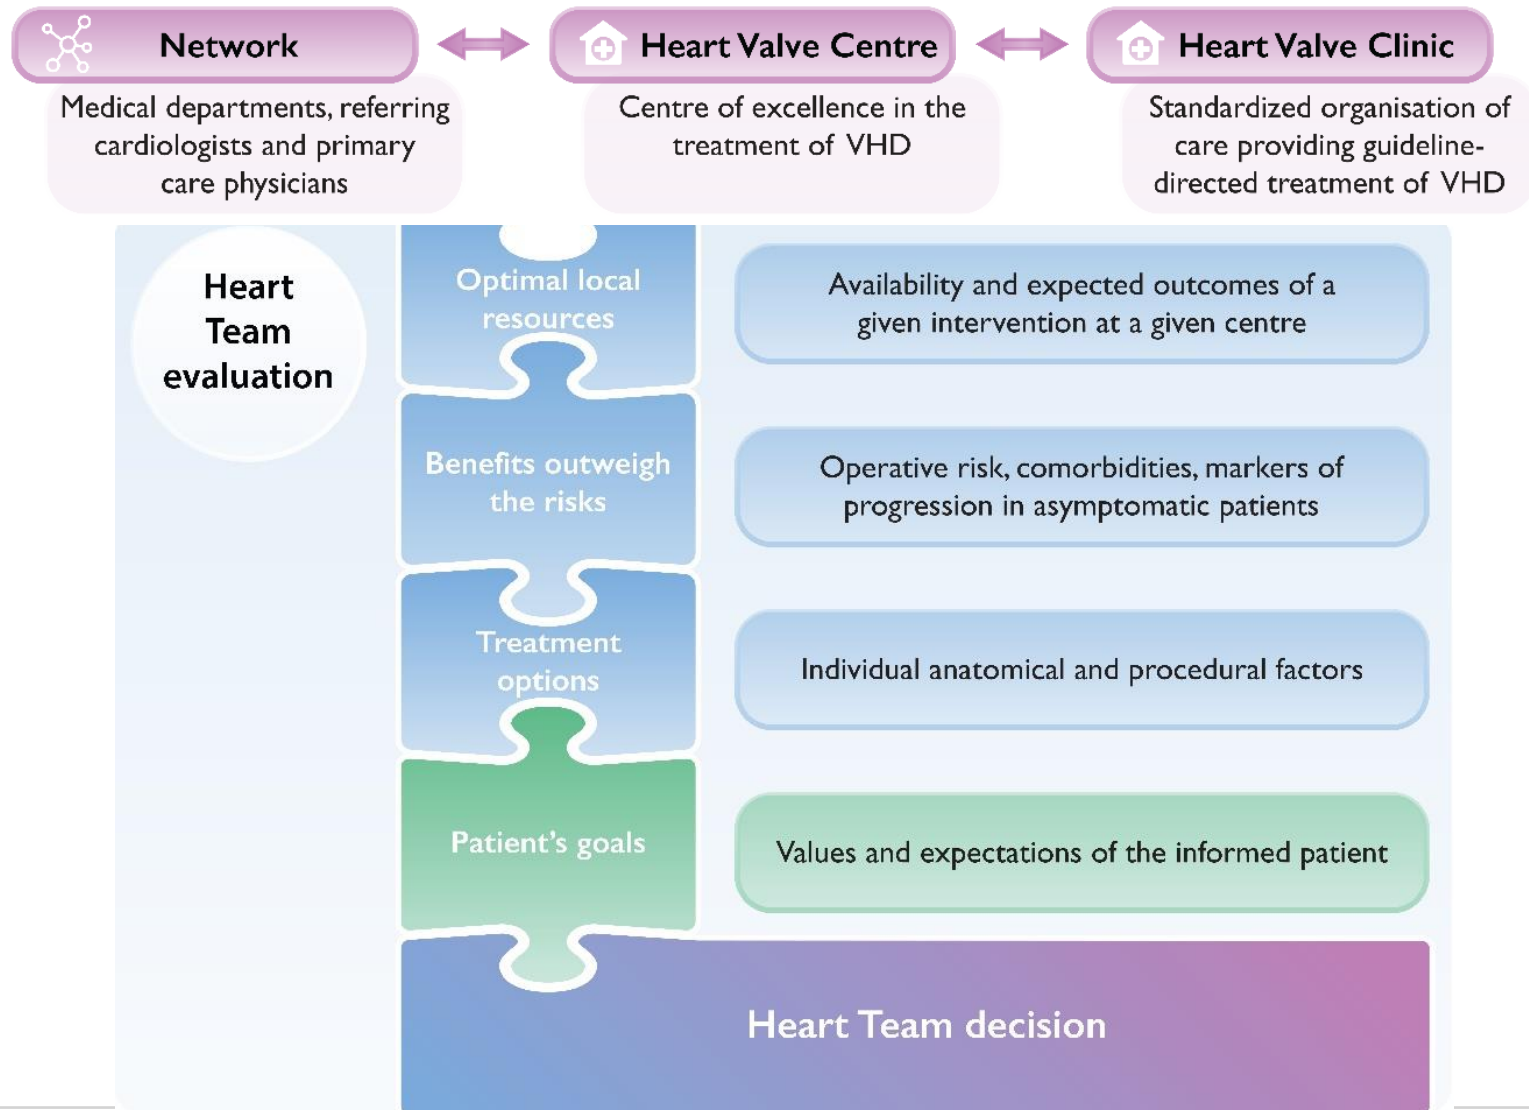 Network
Heart Valve Centre
Heart Valve Clinic
Medical departments, referring
cardiologists and primary
care physicians
Centre of excellence in the
treatment of VHD
Standardized organisation of
care providing guideline-
directed treatment of VHD
Heart
Team
evaluation
Optimal local
resources
Availability and expected outcomes of a
given intervention at a given centre
Benefits outweigh
the risks
Operative risk, comorbidities, markers of
progression in asymptomatic patients
Treatment
options
Individual anatomical and procedural factors
Patient's goals
Values and expectations of the informed patient
Heart Team decision